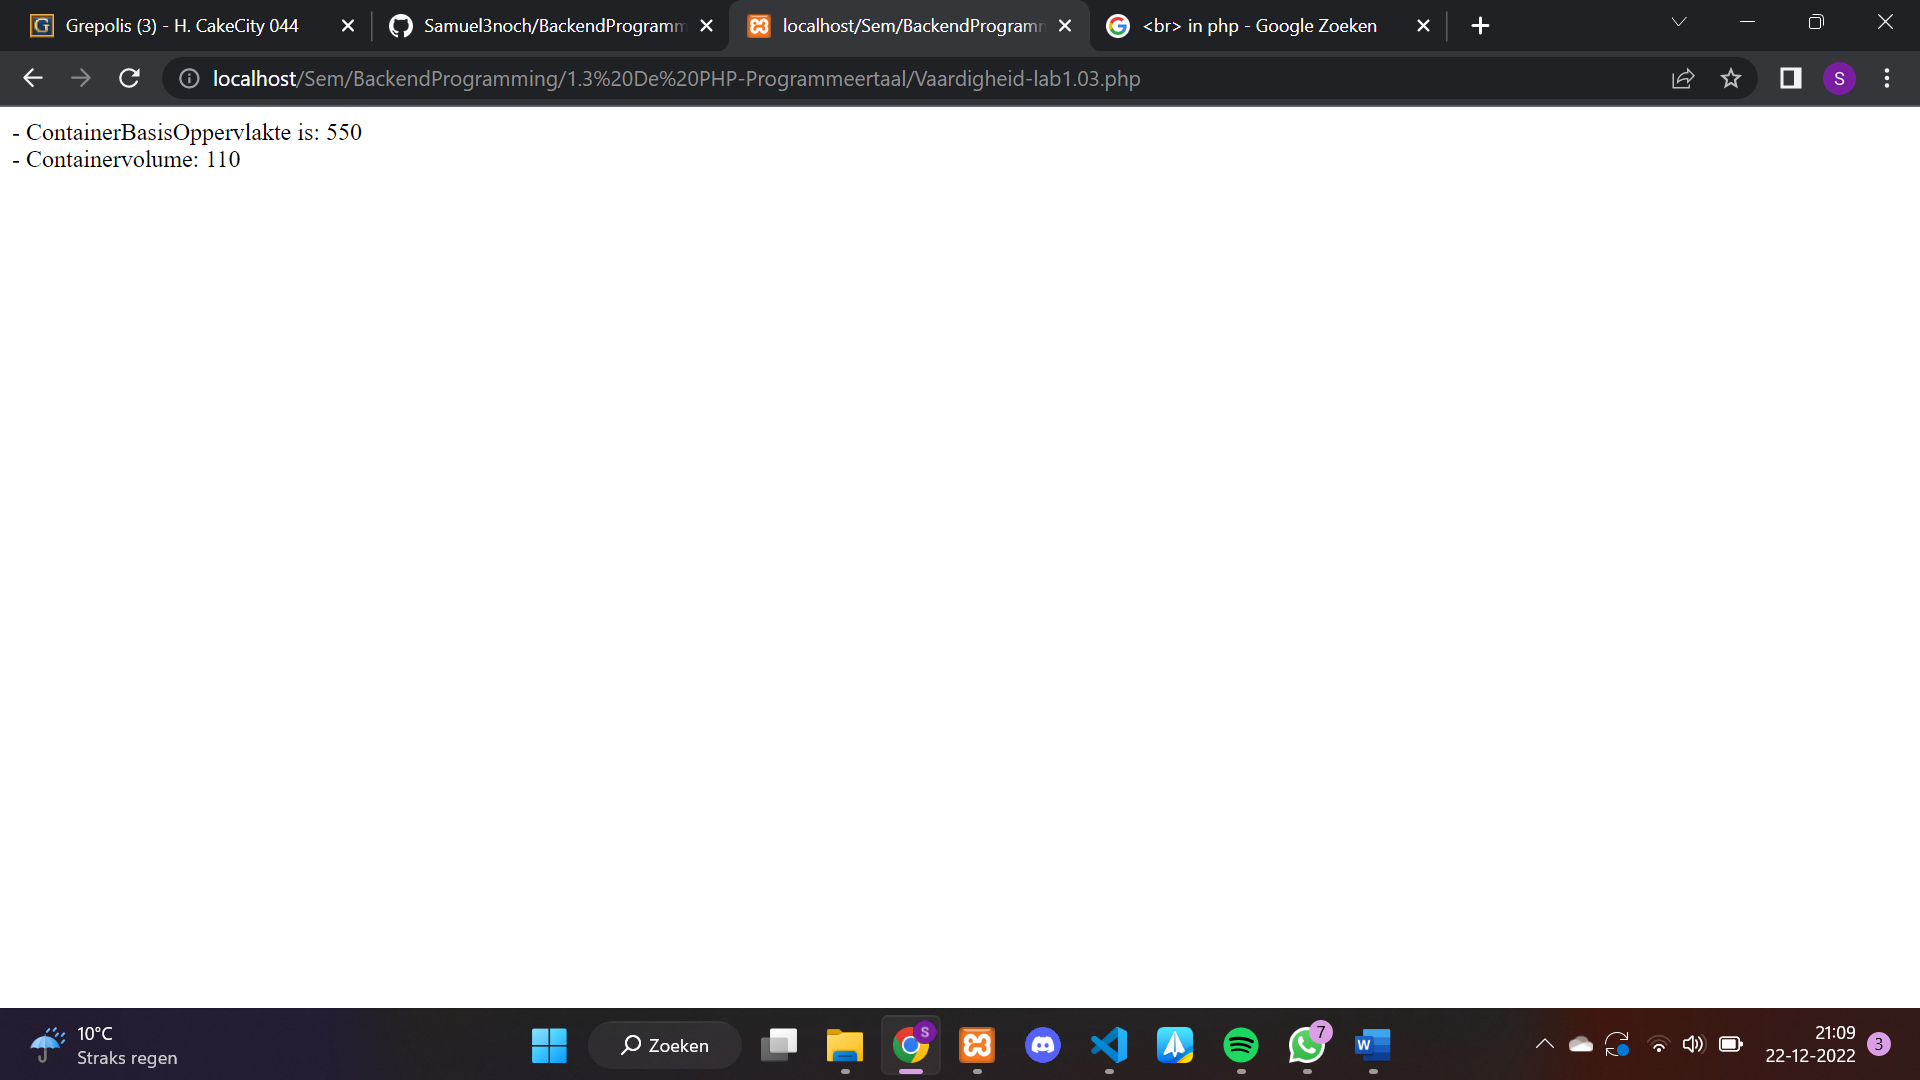 Grepolis (3) - H. CakeCity 044
Samuel3noch/BackendProgramm
localhost/Sem/BackendProgramm
<br> in php - Google Zoeken
localhost/Sem/BackendProgramming/1.3%20De%20PHP-Programmeertaal/Vaardigheid-lab1.03.php
S
- ContainerBasisOppervlakte is: 550
- Containervolume: 110
10°C
Straks regen
Zoeken
S
7
W
21:09
22-12-2022
3